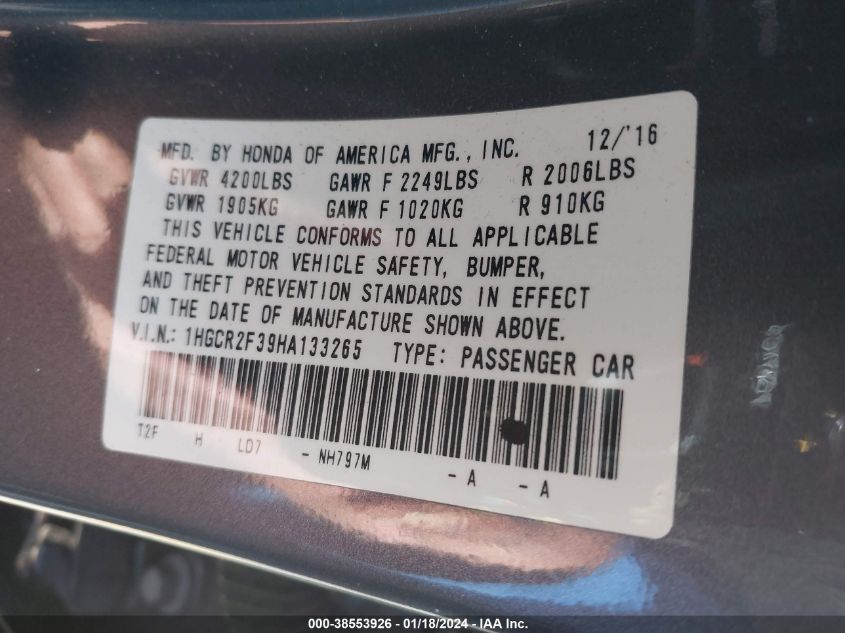 MFD. BY HONDA OF AMERICA MFG., INC. 12/'16
GVWR 4200LBS GAWR F 2249LBS R 2006LBS
GVWR 1905KG GAWR F 1020KG R 910KG
THIS VEHICLE CONFORMS TO ALL APPLICABLE
FEDERAL MOTOR VEHICLE SAFETY, BUMPER,
AND THEFT PREVENTION STANDARDS IN EFFECT
ON THE DATE OF MANUFACTURE SHOWN ABOVE.
V.I.N.: 1HGCR2F39HA133265 TYPE: PASSENGER CAR
T2F H LD7 - NH797M - A - A
000-38553926 - 01/18/2024 - IAA Inc.